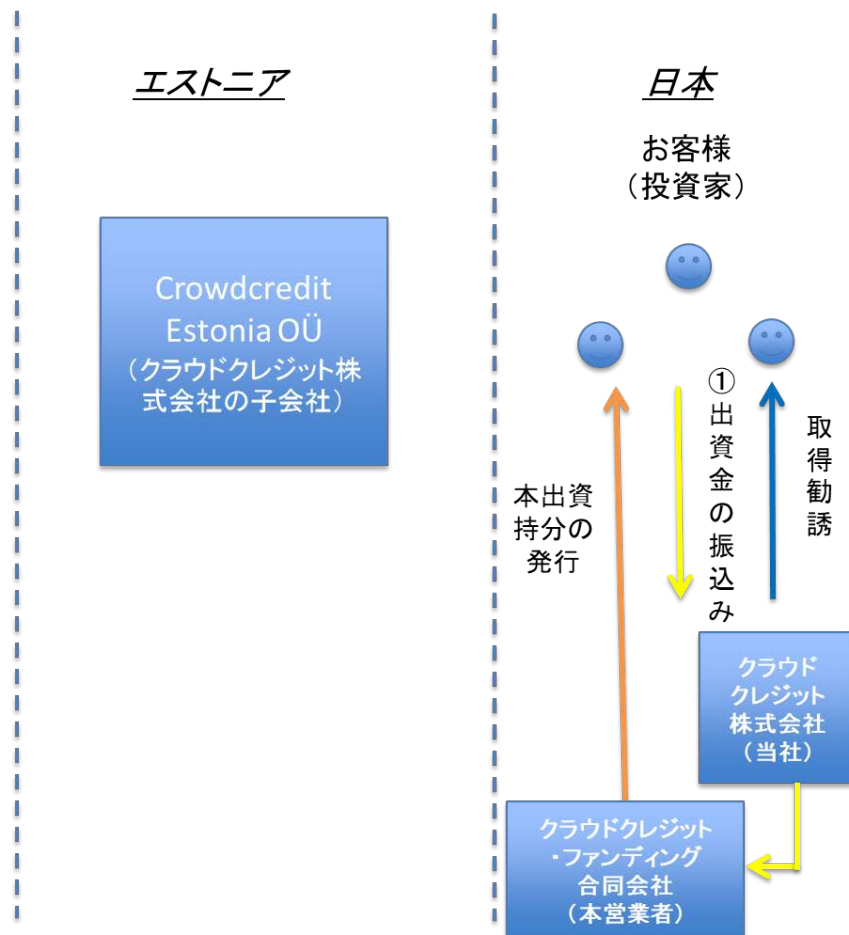 エストニア
Crowdcredit
Estonia OÜ
（クラウドクレジット株
式会社の子会社）
日本
お客様
（投資家）
本出資
持分の
発行
①出資金の振込み
取得勧誘
クラウド
クレジット
株式会社
（当社）
クラウドクレジット
・ファンディング
合同会社
（本営業者）